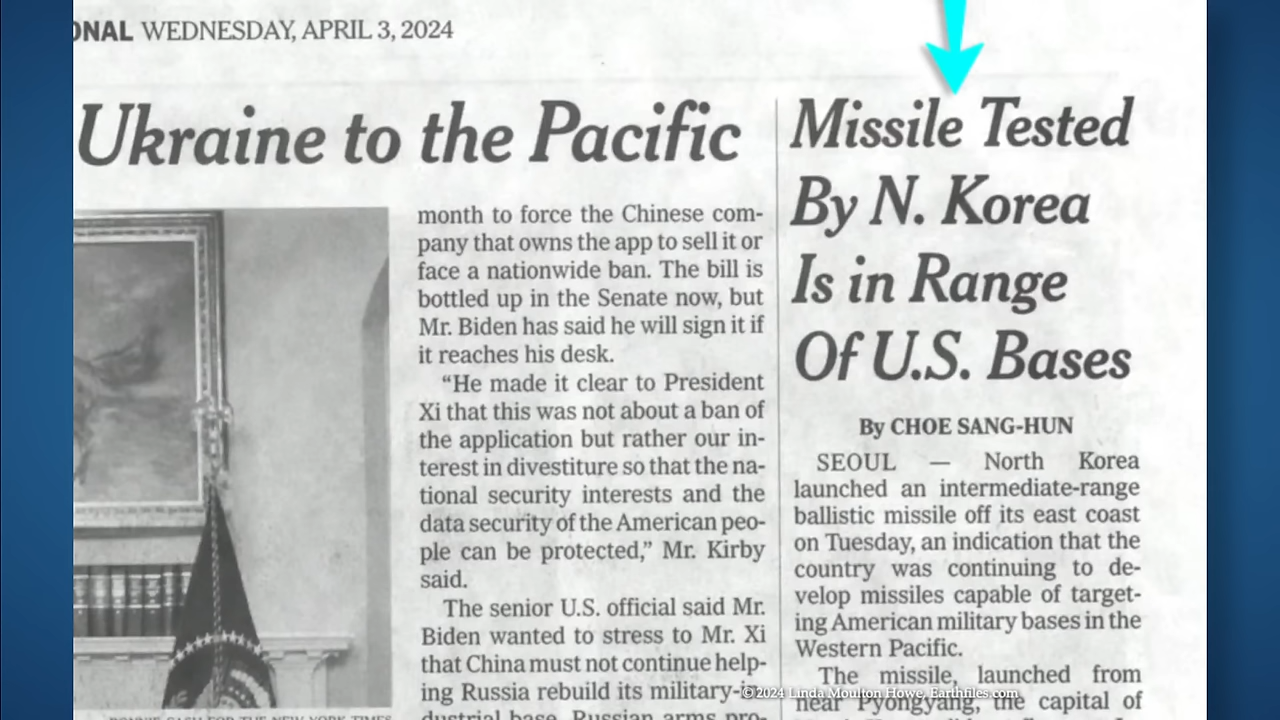 ONAL WEDNESDAY, APRIL 3, 2024
Ukraine to the Pacific
month to force the Chinese com-
pany that owns the app to sell it or
face a nationwide ban. The bill is
bottled up in the Senate now, but
Mr. Biden has said he will sign it if
it reaches his desk.
“He made it clear to President
Xi that this was not about a ban of
the application but rather our in-
terest in divestiture so that the na-
tional security interests and the
data security of the American peo-
ple can be protected,” Mr. Kirby
said.
The senior U.S. official said Mr.
Biden wanted to stress to Mr. Xi
that China must not continue help-
ing Russia rebuild its military-in-
dustrial base. Russian arms pro-
Missile Tested
By N. Korea
Is in Range
Of U.S. Bases
By CHOE SANG-HUN
SEOUL — North Korea
launched an intermediate-range
ballistic missile off its east coast
on Tuesday, an indication that the
country was continuing to de-
velop missiles capable of target-
ing American military bases in the
Western Pacific.
The missile, launched from
near Pyongyang, the capital of
©2024 Linda Moulton Howe, Earthfiles.com